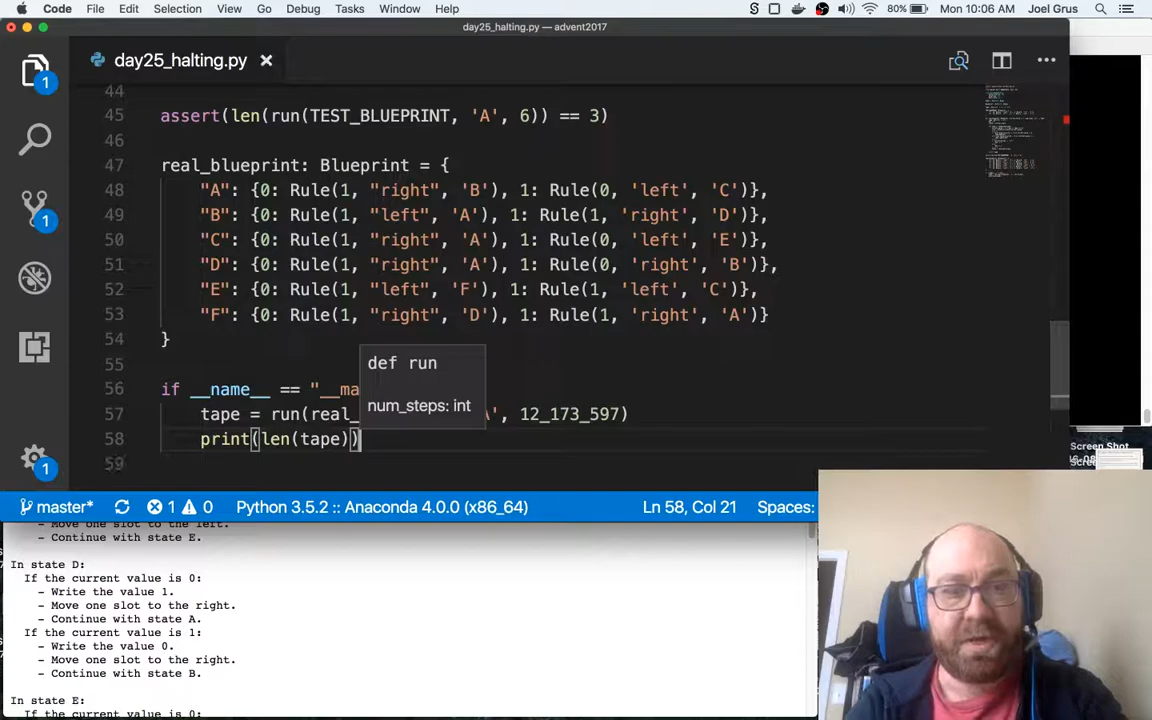 Code File Edit Selection View Go Debug Tasks Window Help 80% Mon 10:06 AM Joel Grus
day25_halting.py — advent2017
day25_halting.py
44
45 assert(len(run(TEST_BLUEPRINT, 'A', 6)) == 3)
46
47 real_blueprint: Blueprint = {
48 "A": {0: Rule(1, "right", 'B'), 1: Rule(0, 'left', 'C')},
49 "B": {0: Rule(1, "left", 'A'), 1: Rule(1, 'right', 'D')},
50 "C": {0: Rule(1, "right", 'A'), 1: Rule(0, 'left', 'E')},
51 "D": {0: Rule(1, "right", 'A'), 1: Rule(0, 'right', 'B')},
52 "E": {0: Rule(1, "left", 'F'), 1: Rule(1, 'left', 'C')},
53 "F": {0: Rule(1, "right", 'D'), 1: Rule(1, 'right', 'A')}
54 }
55
def run
num_steps: int
56 if __name__ == "__ma
57 tape = run(real_ ', 12_173_597)
58 print(len(tape))
59
1
1
1
master* 1 0 Python 3.5.2 :: Anaconda 4.0.0 (x86_64) Ln 58, Col 21 Spaces:
Screen Shot
- Move one slot to the left.
- Continue with state E.
In state D:
If the current value is 0:
- Write the value 1.
- Move one slot to the right.
- Continue with state A.
If the current value is 1:
- Write the value 0.
- Move one slot to the right.
- Continue with state B.
In state E:
If the current value is 0: